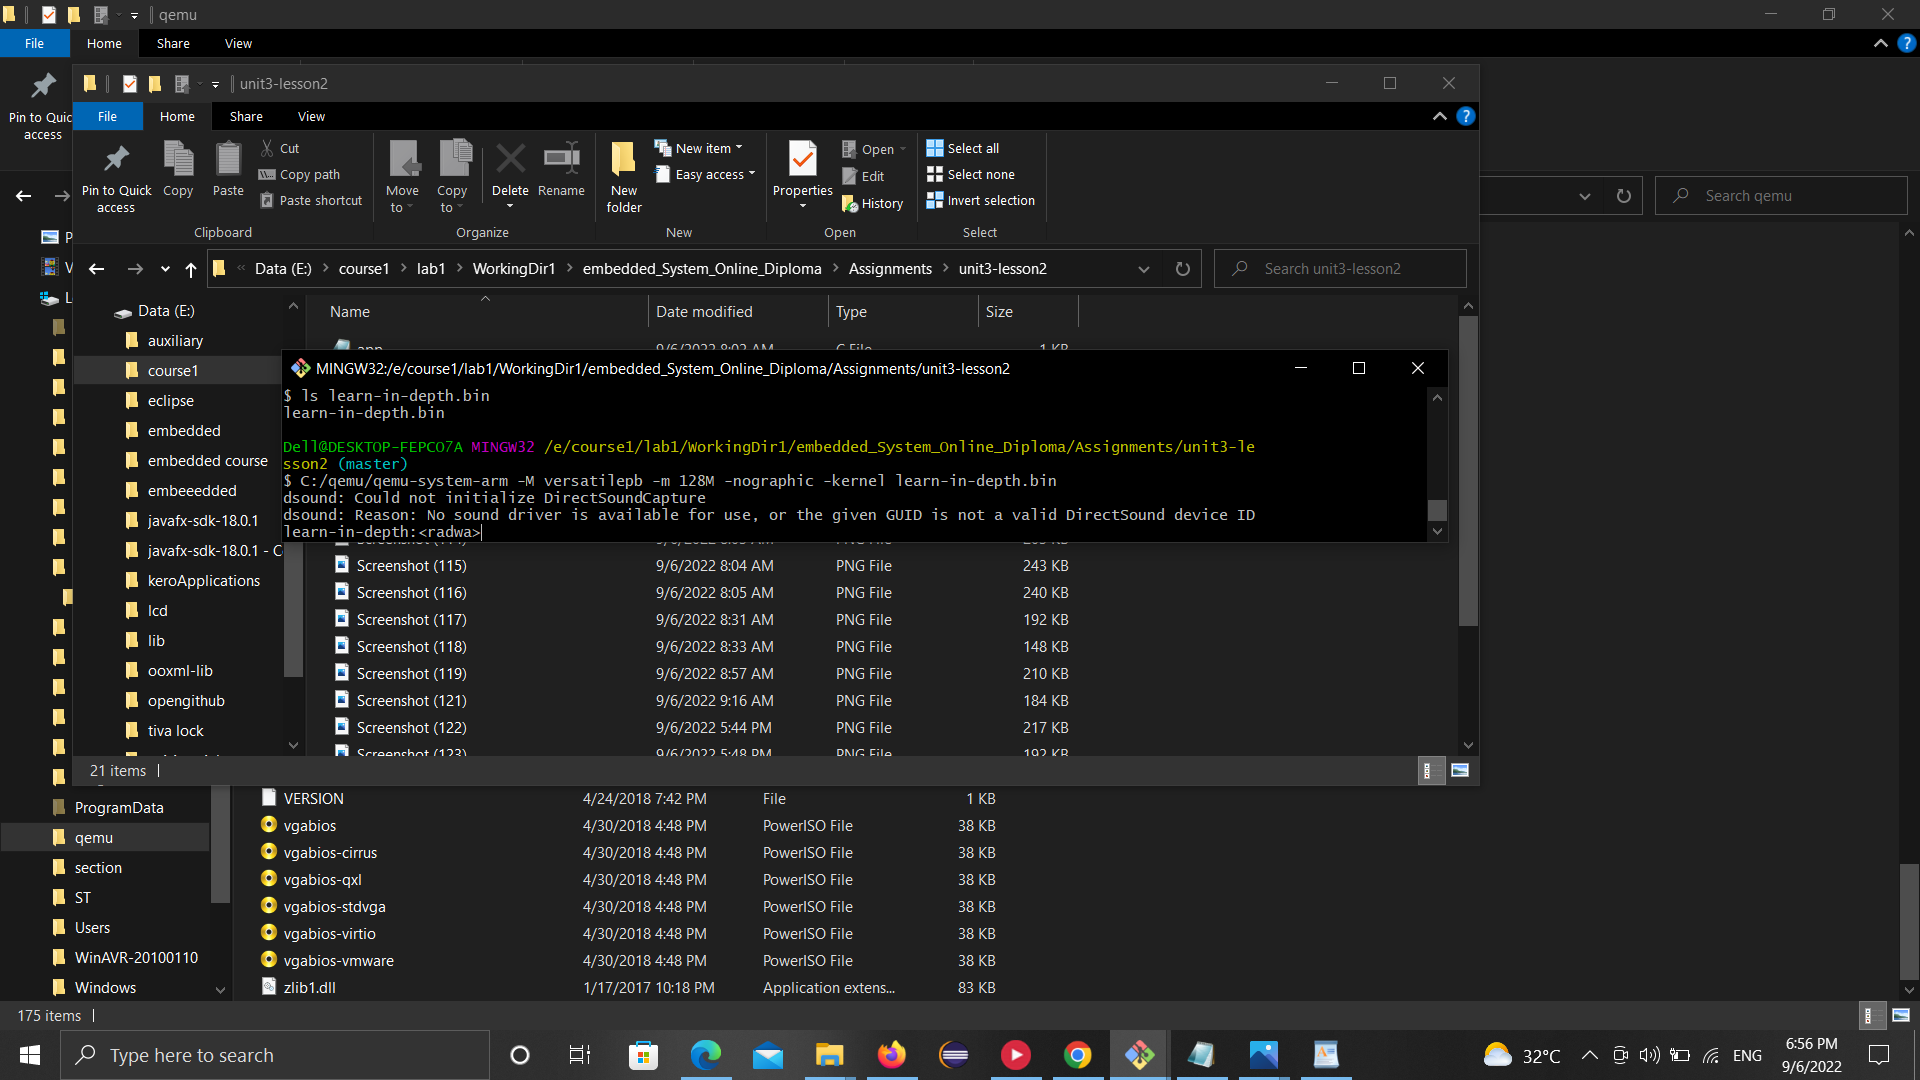 qemu
File
Home
Share
View
Pin to Quic
access
unit3-lesson2
File
Home
Share
View
Pin to Quick
access
Copy
Paste
Cut
Copy path
Paste shortcut
Clipboard
Move
to
Copy
to
Delete
Rename
Organize
New
folder
New item
Easy access
New
Properties
Open
Edit
History
Open
Select all
Select none
Invert selection
Select
Search qemu
Data (E:)
course1
lab1
WorkingDir1
embedded_System_Online_Diploma
Assignments
unit3-lesson2
Search unit3-lesson2
P
V
L
Data (E:)
auxiliary
course1
eclipse
embedded
embedded course
embeeedded
javafx-sdk-18.0.1
javafx-sdk-18.0.1 - C
keroApplications
lcd
lib
ooxml-lib
opengithub
tiva lock
Name
Date modified
Type
Size
app 9/6/2022 8:02 AM C File 1 KB
MINGW32:/e/course1/lab1/WorkingDir1/embedded_System_Online_Diploma/Assignments/unit3-lesson2
$ ls learn-in-depth.bin
learn-in-depth.bin
Dell@DESKTOP-FEPCO7A MINGW32 /e/course1/lab1/WorkingDir1/embedded_System_Online_Diploma/Assignments/unit3-le
sson2 (master)
$ C:/qemu/qemu-system-arm -M versatilepb -m 128M -nographic -kernel learn-in-depth.bin
dsound: Could not initialize DirectSoundCapture
dsound: Reason: No sound driver is available for use, or the given GUID is not a valid DirectSound device ID
learn-in-depth:<radwa>
Screenshot (115) 9/6/2022 8:04 AM PNG File 243 KB
Screenshot (116) 9/6/2022 8:05 AM PNG File 240 KB
Screenshot (117) 9/6/2022 8:31 AM PNG File 192 KB
Screenshot (118) 9/6/2022 8:33 AM PNG File 148 KB
Screenshot (119) 9/6/2022 8:57 AM PNG File 210 KB
Screenshot (121) 9/6/2022 9:16 AM PNG File 184 KB
Screenshot (122) 9/6/2022 5:44 PM PNG File 217 KB
Screenshot (123) 9/6/2022 5:48 PM PNG File 192 KB
21 items
ProgramData
qemu
section
ST
Users
WinAVR-20100110
Windows
VERSION 4/24/2018 7:42 PM File 1 KB
vgabios 4/30/2018 4:48 PM PowerISO File 38 KB
vgabios-cirrus 4/30/2018 4:48 PM PowerISO File 38 KB
vgabios-qxl 4/30/2018 4:48 PM PowerISO File 38 KB
vgabios-stdvga 4/30/2018 4:48 PM PowerISO File 38 KB
vgabios-virtio 4/30/2018 4:48 PM PowerISO File 38 KB
vgabios-vmware 4/30/2018 4:48 PM PowerISO File 38 KB
zlib1.dll 1/17/2017 10:18 PM Application extens... 83 KB
175 items
Type here to search
32°C
ENG
6:56 PM
9/6/2022